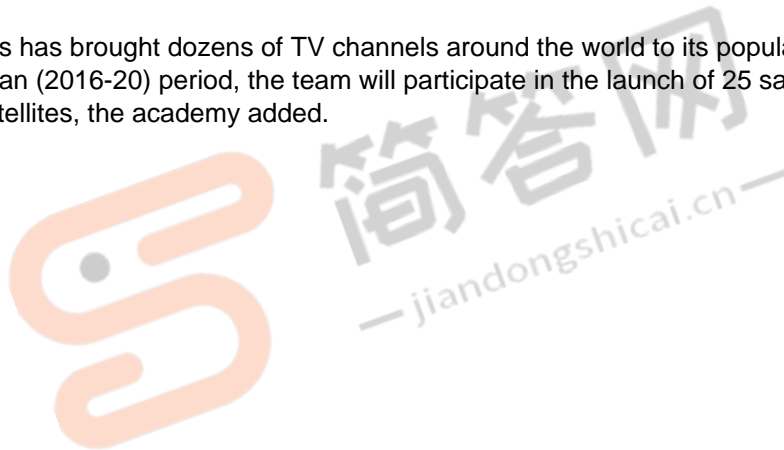 s has brought dozens of TV channels around the world to its popula
an (2016-20) period, the team will participate in the launch of 25 sa
tellites, the academy added.
简答网
jiandongshicai.cn